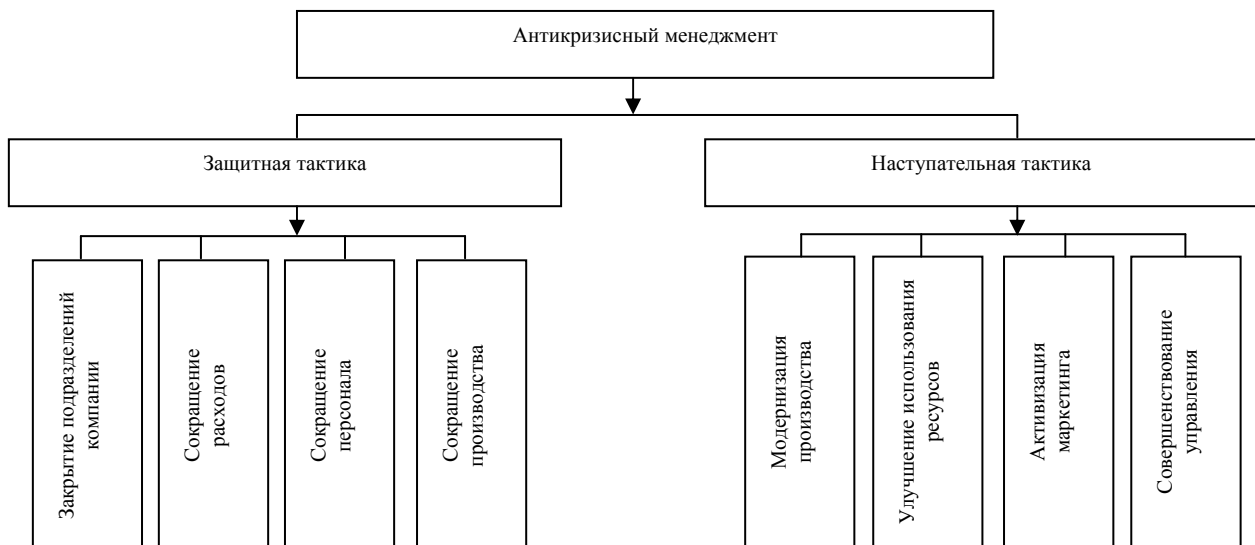 Антикризисный менеджмент
Защитная тактика
Наступательная тактика
Закрытие подразделений
компании
Сокращение
расходов
Сокращение
персонала
Сокращение
производства
Модернизация
производства
Улучшение использования
ресурсов
Активизация
маркетинга
Совершенствование
управления